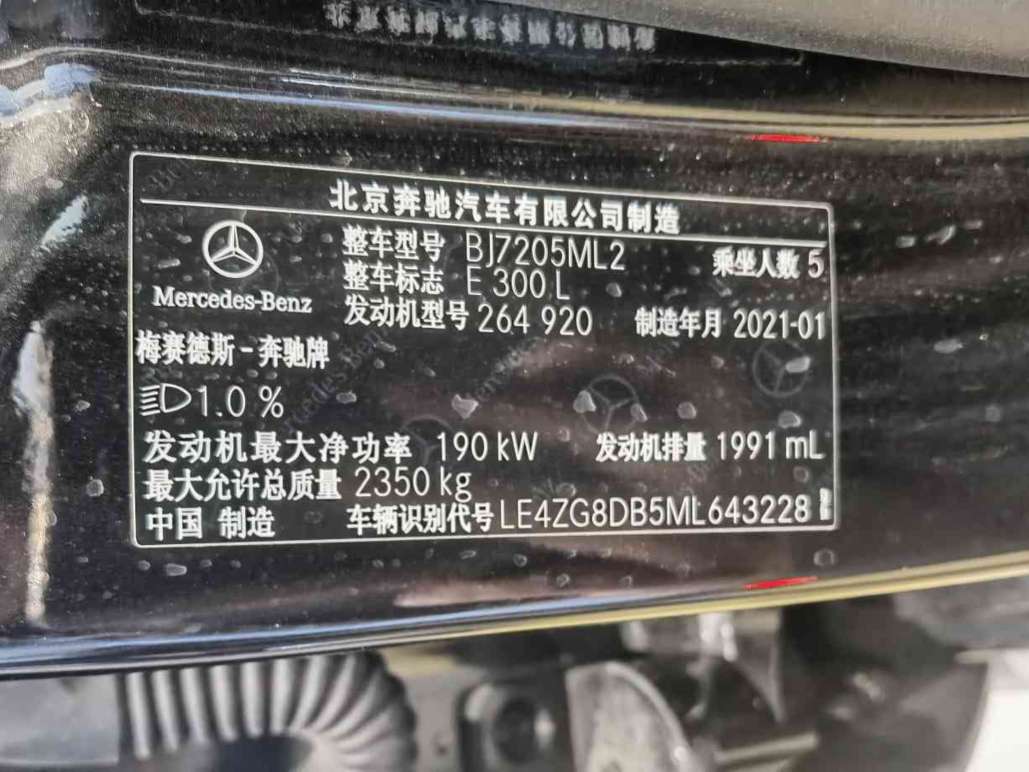 北京奔驰汽车有限公司制造
整车型号 BJ7205ML2 乘坐人数 5
整车标志 E 300 L
Mercedes-Benz
发动机型号 264 920 制造年月 2021-01
梅赛德斯-奔驰牌
1.0 %
发动机最大净功率 190 kW 发动机排量 1991 mL
最大允许总质量 2350 kg
中国 制造 车辆识别代号 LE4ZG8DB5ML643228